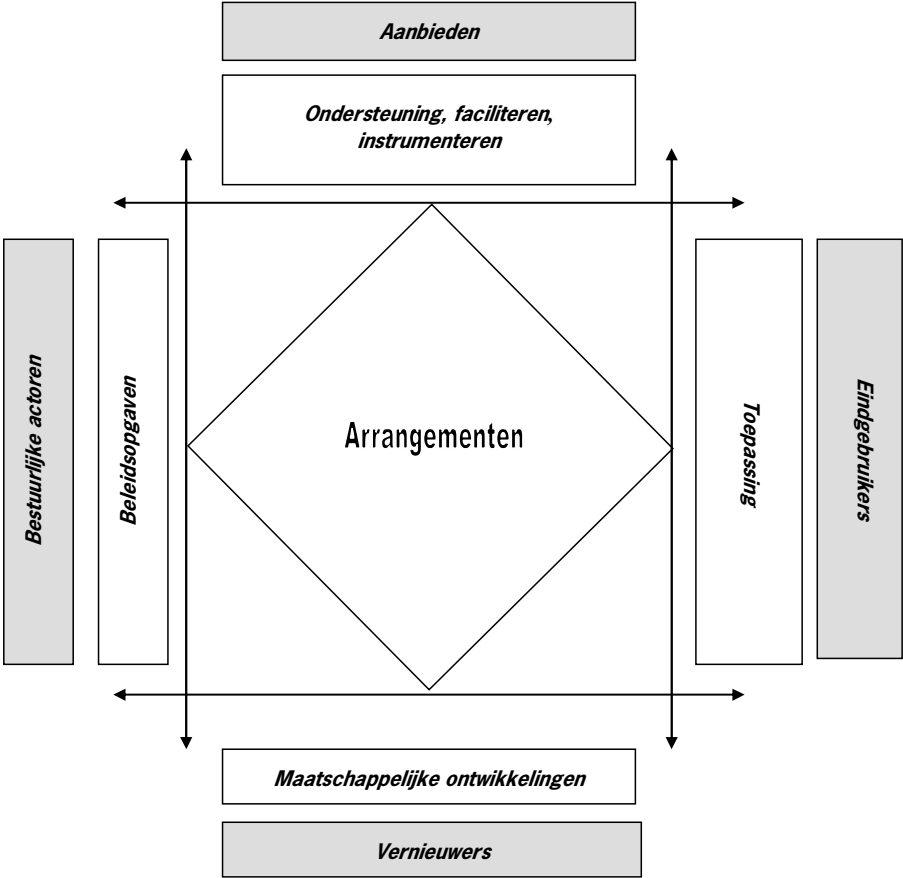 Aanbieden
Ondersteuning, faciliteren,
instrumenteren
Bestuurlijke actoren
Beleidsopgaven
Arrangementen
Toepassing
Eindgebruikers
Maatschappelijke ontwikkelingen
Vernieuwers